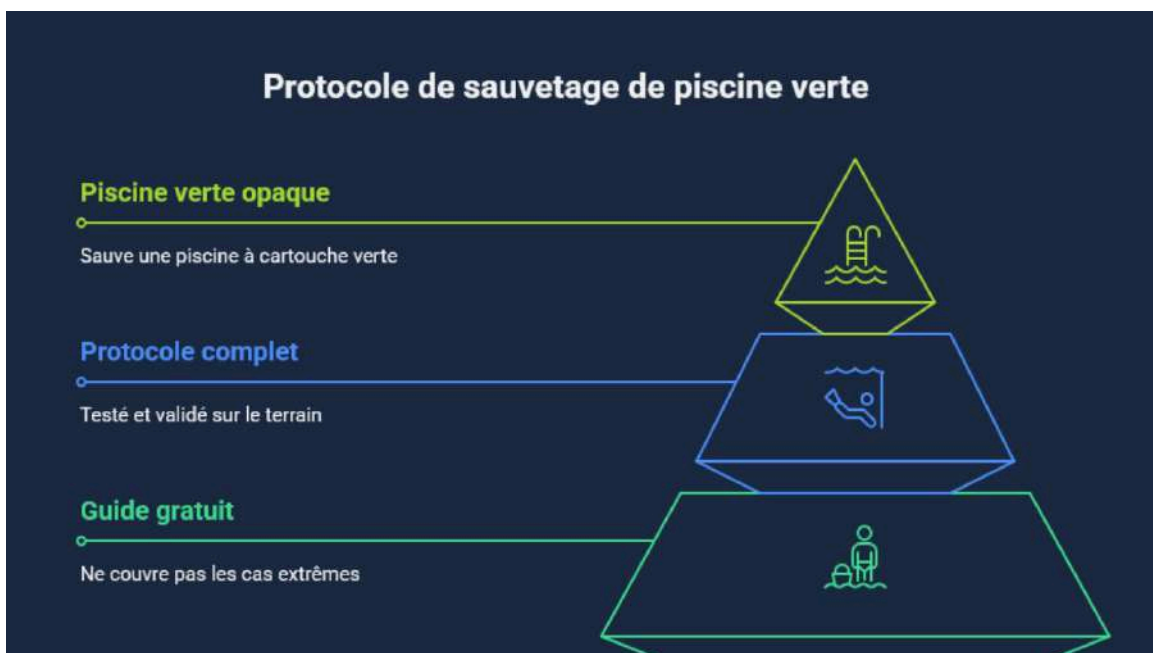 Protocole de sauvetage de piscine verte
Piscine verte opaque
Sauve une piscine à cartouche verte
Protocole complet
Testé et validé sur le terrain
Guide gratuit
Ne couvre pas les cas extrêmes